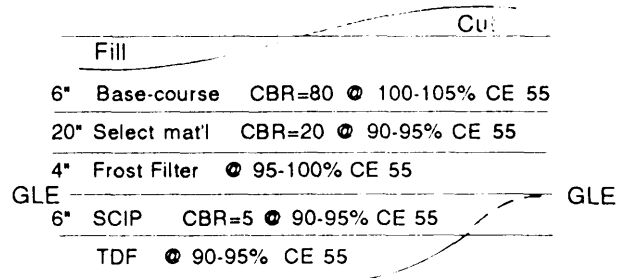 Cut
Fill
6" Base-course CBR=80 @ 100-105% CE 55
20" Select mat'l CBR=20 @ 90-95% CE 55
4" Frost Filter @ 95-100% CE 55
GLE GLE
6" SCIP CBR=5 @ 90-95% CE 55
TDF @ 90-95% CE 55